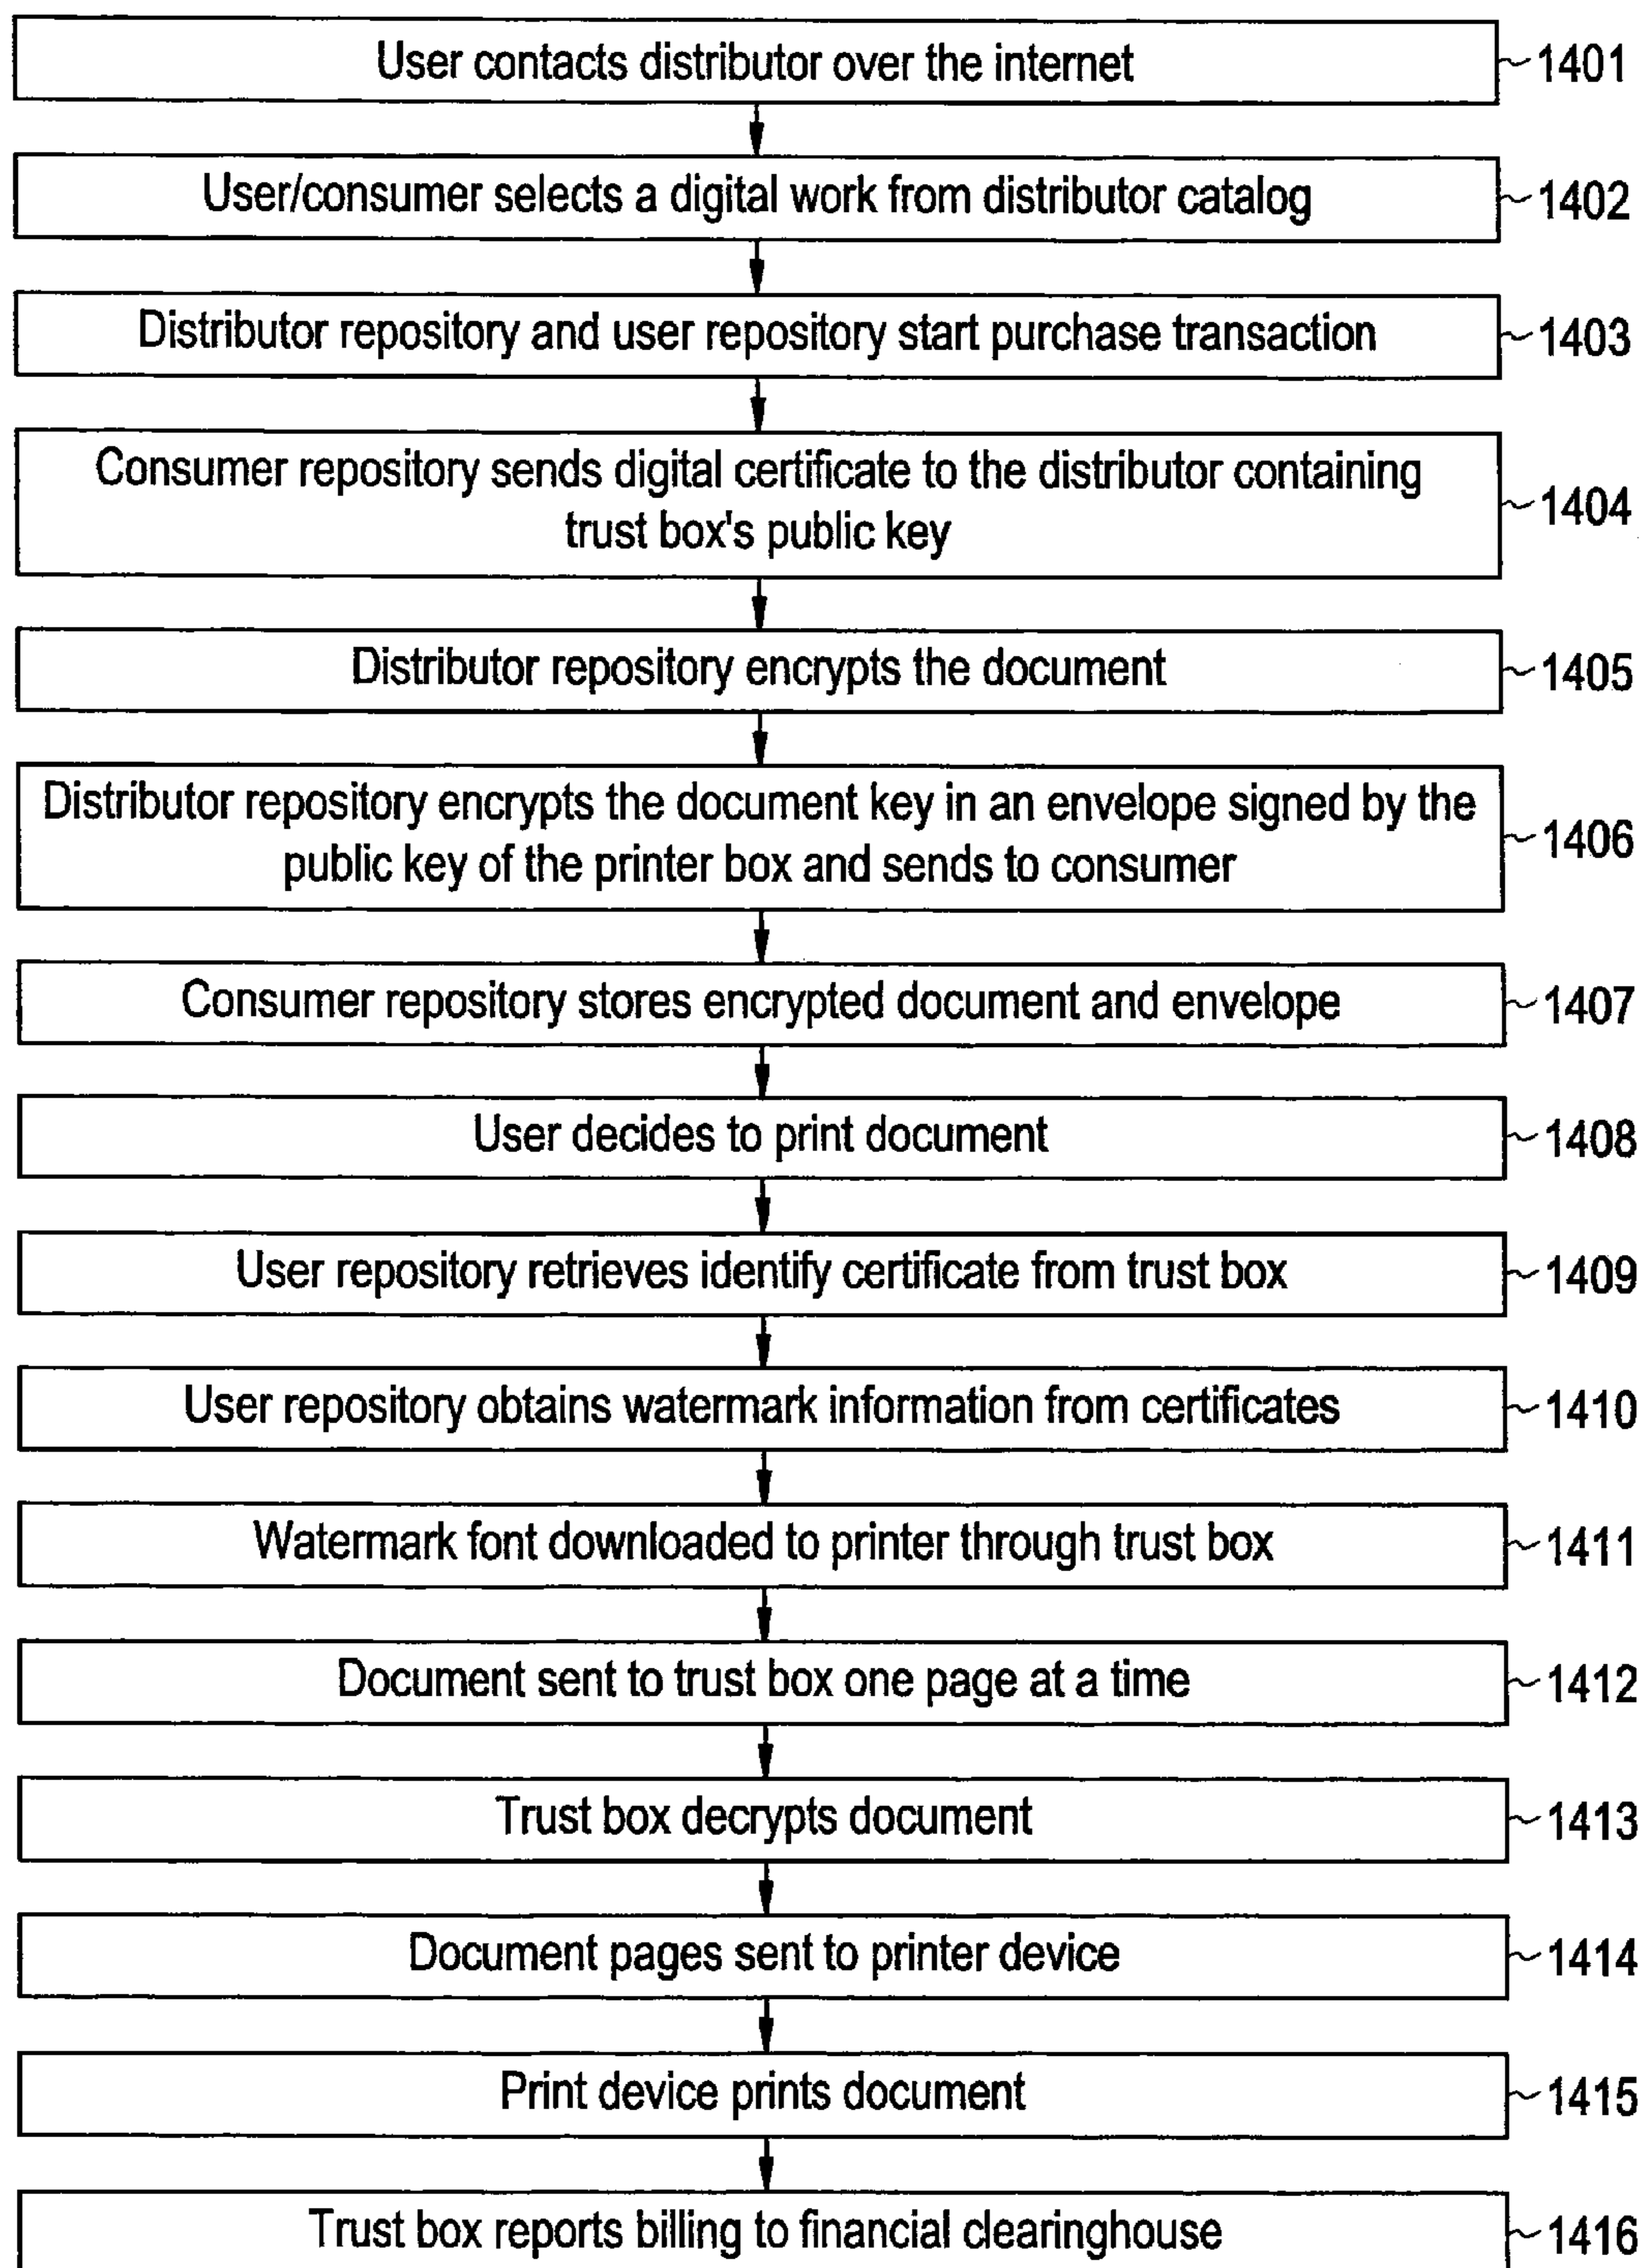 User contacts distributor over the internet
1401
User/consumer selects a digital work from distributor catalog
1402
Distributor repository and user repository start purchase transaction
1403
Consumer repository sends digital certificate to the distributor containing
trust box's public key
1404
Distributor repository encrypts the document
1405
Distributor repository encrypts the document key in an envelope signed by the
public key of the printer box and sends to consumer
1406
Consumer repository stores encrypted document and envelope
1407
User decides to print document
1408
User repository retrieves identify certificate from trust box
1409
User repository obtains watermark information from certificates
1410
Watermark font downloaded to printer through trust box
1411
Document sent to trust box one page at a time
1412
Trust box decrypts document
1413
Document pages sent to printer device
1414
Print device prints document
1415
Trust box reports billing to financial clearinghouse
1416